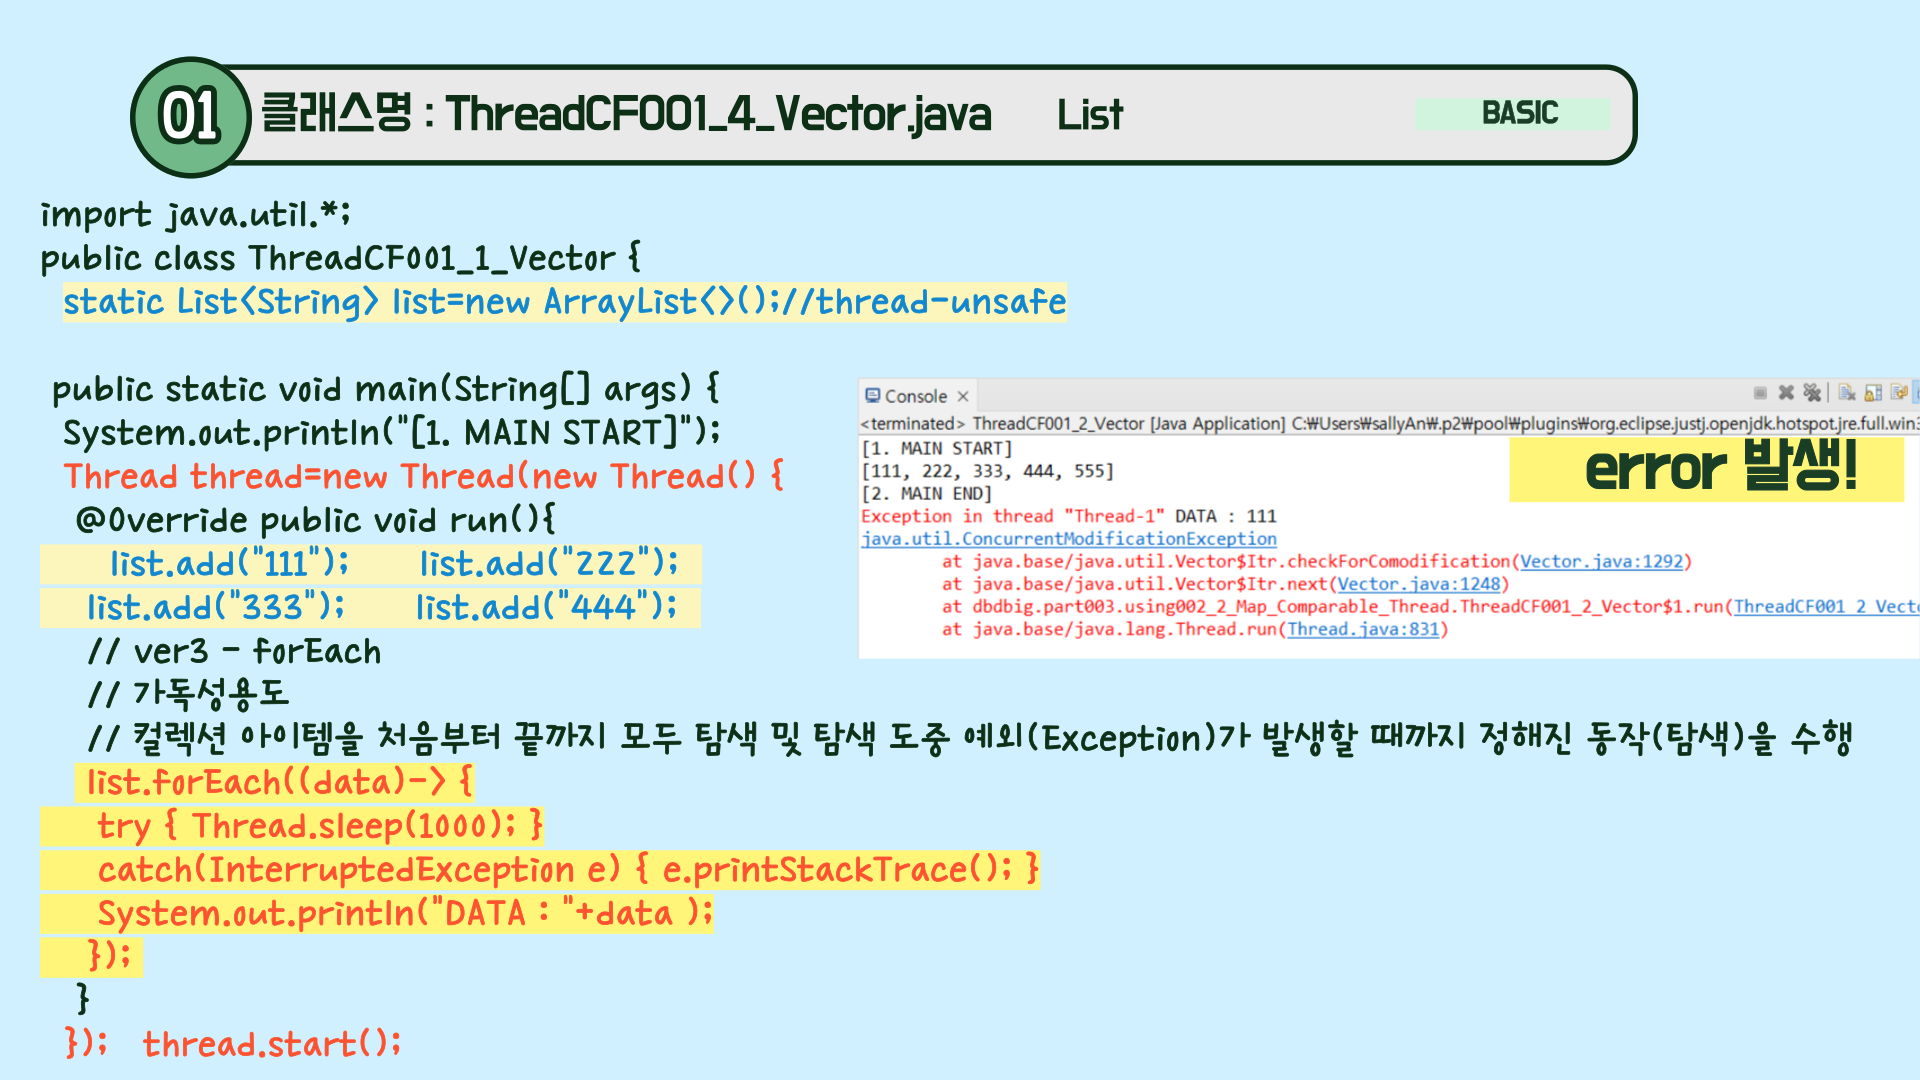 01 클래스명 : ThreadCF001_4_Vector.java List BASIC
import java.util.*;
public class ThreadCF001_1_Vector {
static List<String> list=new ArrayList<>();//thread-unsafe
public static void main(String[] args) {
System.out.println("[1. MAIN START]");
Thread thread=new Thread(new Thread() {
@Override public void run(){
list.add("111"); list.add("222");
list.add("333"); list.add("444");
// ver3 - forEach
// 가독성용도
// 컬렉션 아이템을 처음부터 끝까지 모두 탐색 및 탐색 도중 예외(Exception)가 발생할 때까지 정해진 동작(탐색)을 수행
list.forEach((data)-> {
try { Thread.sleep(1000); }
catch(InterruptedException e) { e.printStackTrace(); }
System.out.println("DATA : "+data );
});
}
}); thread.start();
Console
<terminated> ThreadCF001_2_Vector [Java Application] C:₩Users₩sallyAn₩.p2₩pool₩plugins₩org.eclipse.justj.openjdk.hotspot.jre.full.win3
error 발생!
[1. MAIN START]
[111, 222, 333, 444, 555]
[2. MAIN END]
Exception in thread "Thread-1" DATA : 111
java.util.ConcurrentModificationException
at java.base/java.util.Vector$Itr.checkForComodification(Vector.java:1292)
at java.base/java.util.Vector$Itr.next(Vector.java:1248)
at dbdbig.part003.using002_2_Map_Comparable_Thread.ThreadCF001_2_Vector$1.run(ThreadCF001_2_Vect
at java.base/java.lang.Thread.run(Thread.java:831)